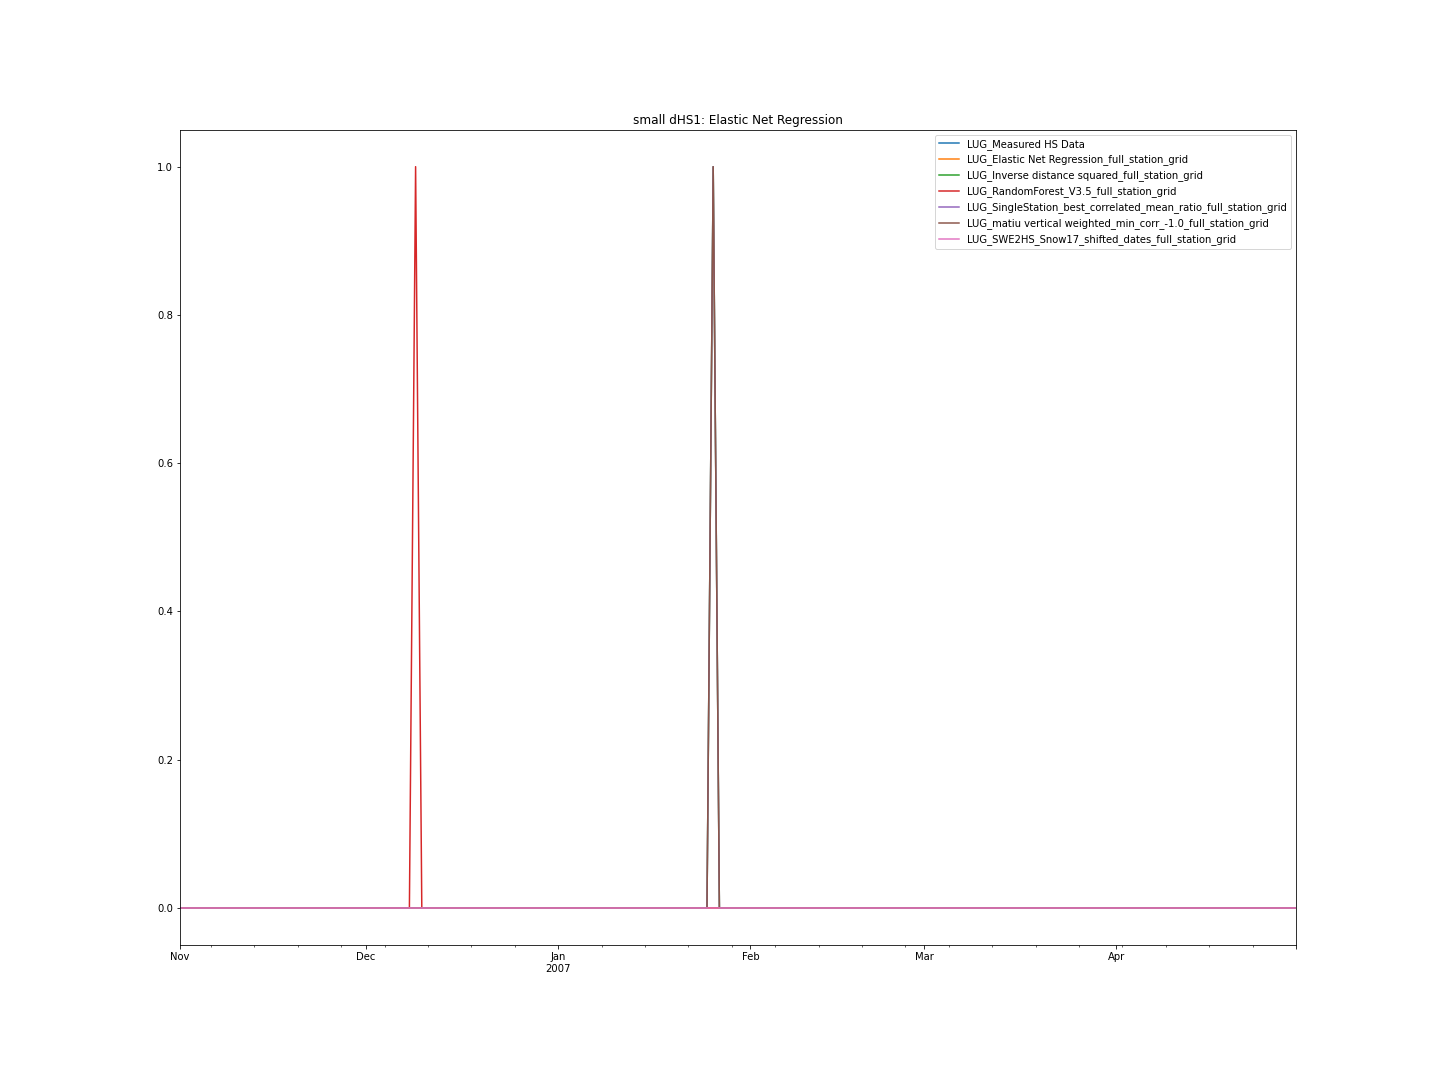 small dHS1: Elastic Net Regression
LUG_Measured HS Data
LUG_Elastic Net Regression_full_station_grid
LUG_Inverse distance squared_full_station_grid
LUG_RandomForest_V3.5_full_station_grid
LUG_SingleStation_best_correlated_mean_ratio_full_station_grid
LUG_matiu vertical weighted_min_corr_-1.0_full_station_grid
LUG_SWE2HS_Snow17_shifted_dates_full_station_grid
1.0
0.8
0.6
0.4
0.2
0.0
Nov Dec Jan Feb Mar Apr
2007